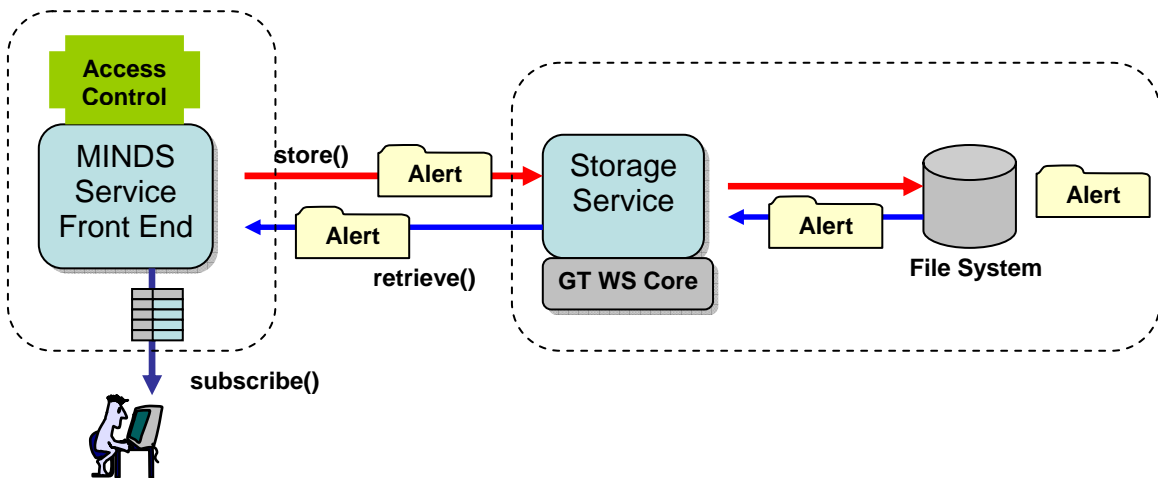 Access
Control
MINDS
Service
Front End
store()
Alert
Alert
retrieve()
subscribe()
Storage
Service
GT WS Core
Alert
File System
Alert